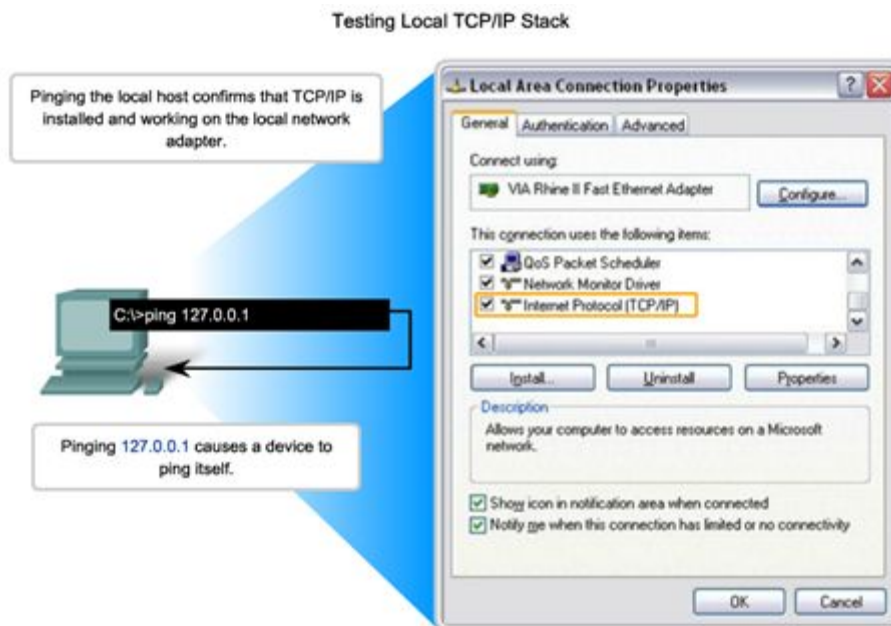 Testing Local TCP/IP Stack
Pinging the local host confirms that TCP/IP is
installed and working on the local network
adapter.
C:\>ping 127.0.0.1
Pinging 127.0.0.1 causes a device to
ping itself.
Local Area Connection Properties
General Authentication Advanced
Connect using:
VIA Rhine II Fast Ethernet Adapter
Configure...
This connection uses the following items:
QoS Packet Scheduler
Network Monitor Driver
Internet Protocol (TCP/IP)
Install... Uninstall Properties
Description
Allows your computer to access resources on a Microsoft
network.
Show icon in notification area when connected
Notify me when this connection has limited or no connectivity
OK Cancel